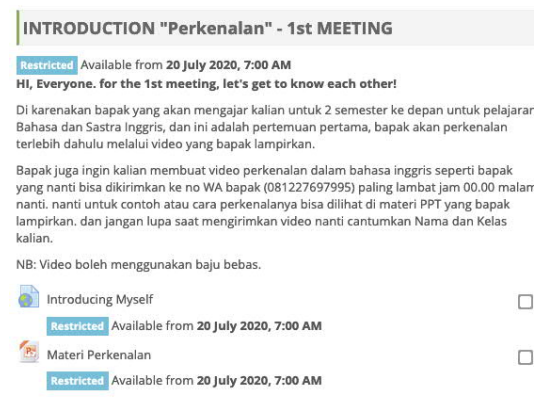 INTRODUCTION "Perkenalan" - 1st MEETING
Restricted Available from 20 July 2020, 7:00 AM
HI, Everyone. for the 1st meeting, let's get to know each other!
Di karenakan bapak yang akan mengajar kalian untuk 2 semester ke depan untuk pelajaran
Bahasa dan Sastra Inggris, dan ini adalah pertemuan pertama, bapak akan perkenalan
terlebih dahulu melalui video yang bapak lampirkan.
Bapak juga ingin kalian membuat video perkenalan dalam bahasa inggris seperti bapak
yang nanti bisa dikirimkan ke no WA bapak (081227697995) paling lambat jam 00.00 malam
nanti. nanti untuk contoh atau cara perkenalanya bisa dilihat di materi PPT yang bapak
lampirkan. dan jangan lupa saat mengirimkan video nanti cantumkan Nama dan Kelas
kalian.
NB: Video boleh menggunakan baju bebas.
Introducing Myself
Restricted Available from 20 July 2020, 7:00 AM
Materi Perkenalan
Restricted Available from 20 July 2020, 7:00 AM